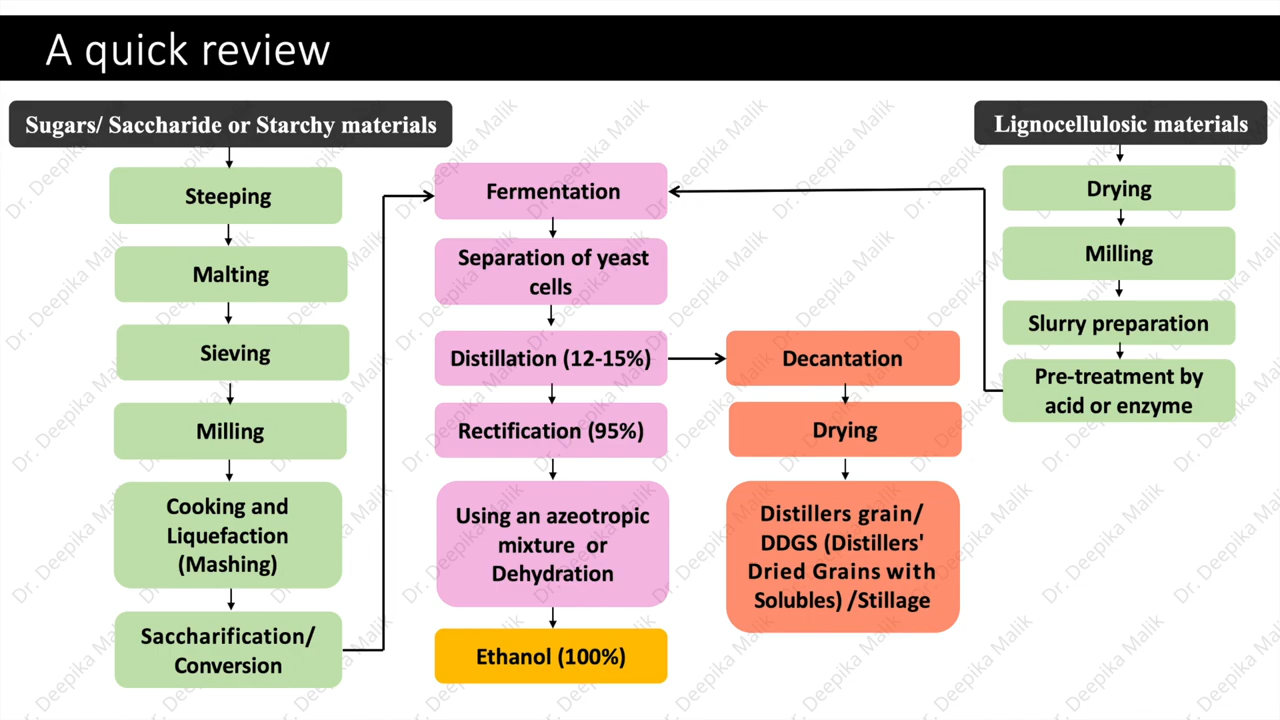 A quick review
Sugars/ Saccharide or Starchy materials
Steeping
Malting
Sieving
Milling
Cooking and
Liquefaction
(Mashing)
Saccharification/
Conversion
Fermentation
Separation of yeast
cells
Distillation (12-15%)
Rectification (95%)
Using an azeotropic
mixture or
Dehydration
Ethanol (100%)
Decantation
Drying
Distillers grain/
DDGS (Distillers'
Dried Grains with
Solubles) /Stillage
Lignocellulosic materials
Drying
Milling
Slurry preparation
Pre-treatment by
acid or enzyme
Dr. Deepika Malik